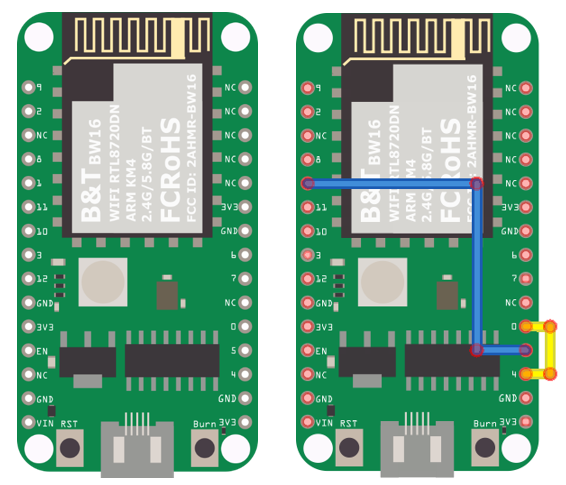 9
2
NC
8
1
11
10
3
12
GND
3V3
EN
NC
GND
VIN
B&T BW16
WIFI RTL8720DN
ARM KM4
2.4G/5.8G/BT
FCRoHS
FCC ID: 2AHMR-BW16
NC
NC
NC
NC
NC
3V3
GND
6
7
NC
0
5
4
GND
3V3
RST
Burn
9
2
NC
8
11
10
3
12
GND
3V3
EN
NC
GND
VIN
B&T BW16
WIFI RTL8720DN
ARM KM4
2.4G/5.8G/BT
FCRoHS
FCC ID: 2AHMR-BW16
NC
NC
NC
NC
NC
3V3
GND
6
7
NC
0
4
GND
3V3
RST
Burn